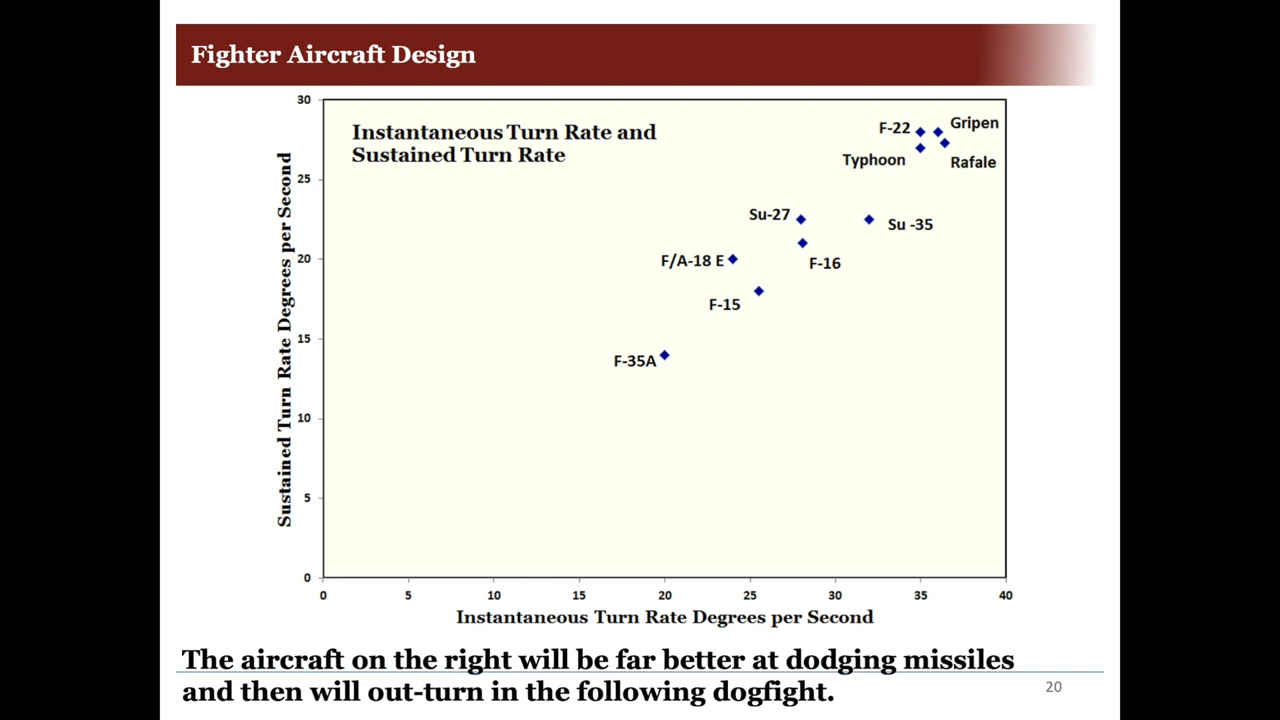 Fighter Aircraft Design
Instantaneous Turn Rate and
Sustained Turn Rate
Sustained Turn Rate Degrees per Second
30
25
20
15
10
5
0
F-22
Gripen
Typhoon
Rafale
Su-27
Su -35
F/A-18 E
F-16
F-15
F-35A
0 5 10 15 20 25 30 35 40
Instantaneous Turn Rate Degrees per Second
The aircraft on the right will be far better at dodging missiles
and then will out-turn in the following dogfight.
20